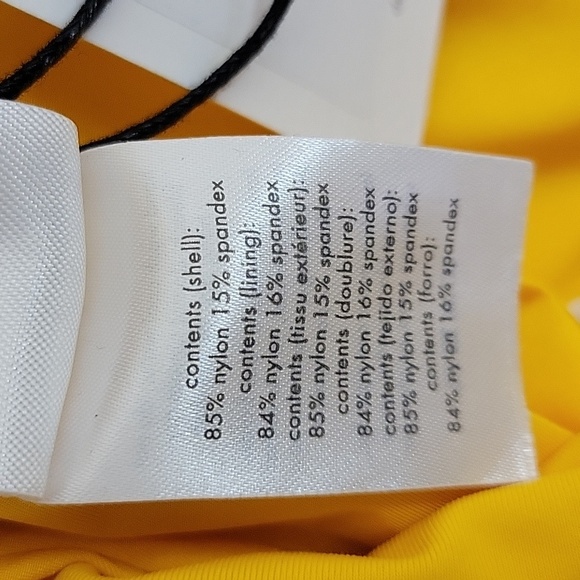 contents (shell):
85% nylon 15% spandex
contents (lining):
84% nylon 16% spandex
contents (tissu extérieur):
85% nylon 15% spandex
contents (doublure):
84% nylon 16% spandex
contents (tejido externo):
85% nylon 15% spandex
contents (forro):
84% nylon 16% spandex